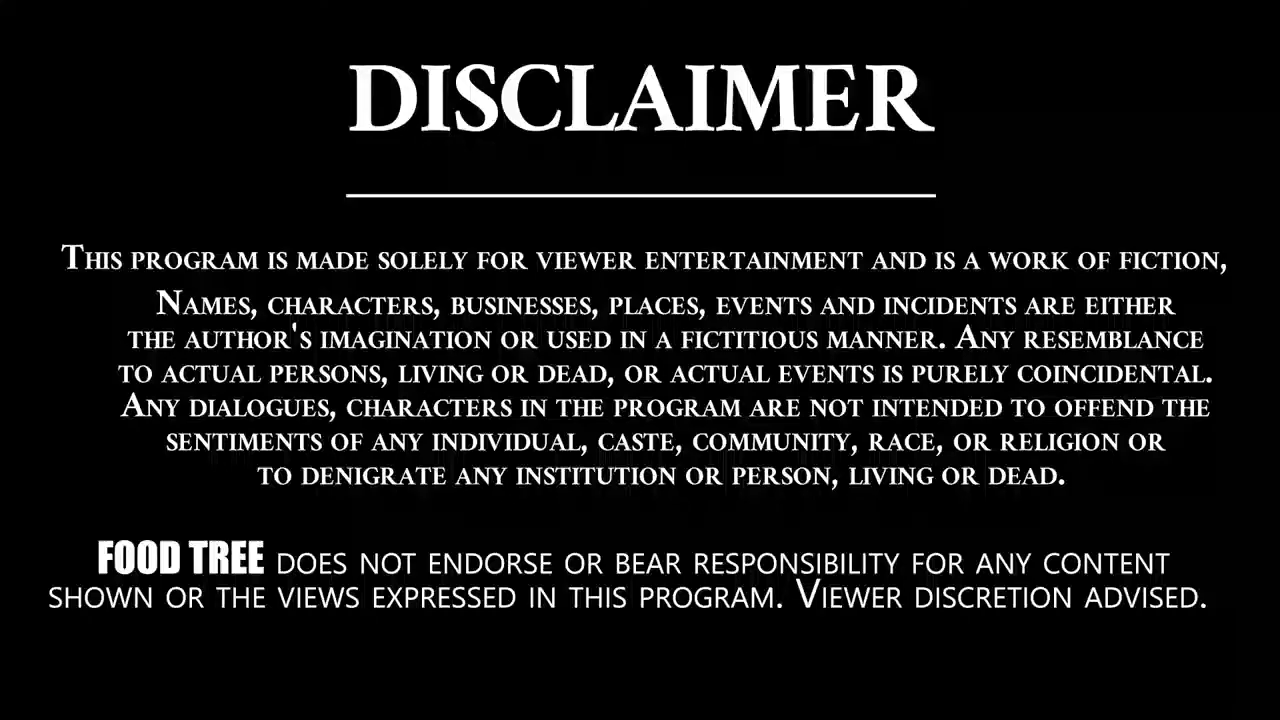 DISCLAIMER
THIS PROGRAM IS MADE SOLELY FOR VIEWER ENTERTAINMENT AND IS A WORK OF FICTION,
NAMES, CHARACTERS, BUSINESSES, PLACES, EVENTS AND INCIDENTS ARE EITHER
THE AUTHOR'S IMAGINATION OR USED IN A FICTITIOUS MANNER. ANY RESEMBLANCE
TO ACTUAL PERSONS, LIVING OR DEAD, OR ACTUAL EVENTS IS PURELY COINCIDENTAL.
ANY DIALOGUES, CHARACTERS IN THE PROGRAM ARE NOT INTENDED TO OFFEND THE
SENTIMENTS OF ANY INDIVIDUAL, CASTE, COMMUNITY, RACE, OR RELIGION OR
TO DENIGRATE ANY INSTITUTION OR PERSON, LIVING OR DEAD.
FOOD TREE DOES NOT ENDORSE OR BEAR RESPONSIBILITY FOR ANY CONTENT
SHOWN OR THE VIEWS EXPRESSED IN THIS PROGRAM. VIEWER DISCRETION ADVISED.